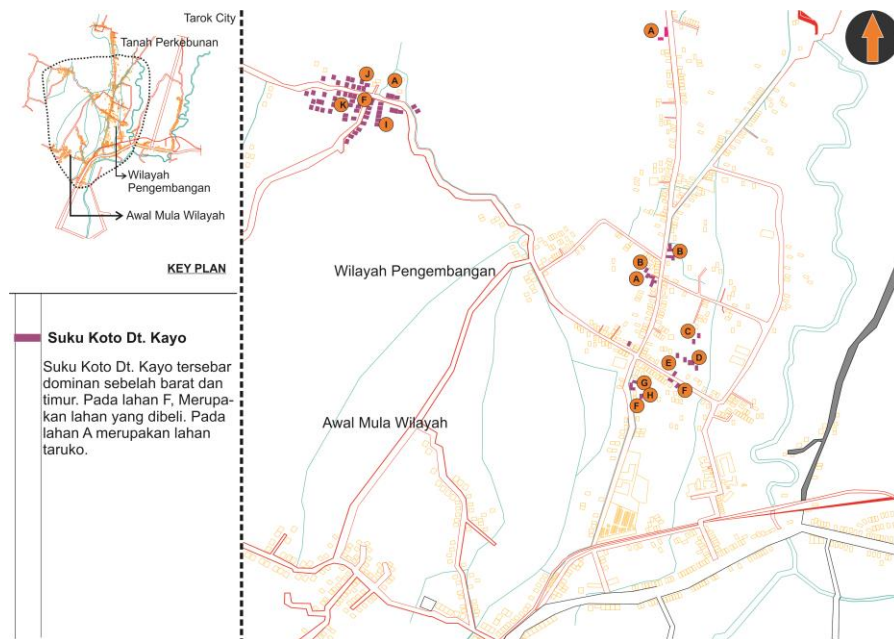 Tarok City
Tanah Perkebunan
Wilayah
Pengembangan
Awal Mula Wilayah
KEY PLAN
Suku Koto Dt. Kayo
Suku Koto Dt. Kayo tersebar
dominan sebelah barat dan
timur. Pada lahan F, Merupa-
kan lahan yang dibeli. Pada
lahan A merupakan lahan
taruko.
A
J
A
K
F
I
B
B
A
C
E
D
G
H
F
F
Wilayah Pengembangan
Awal Mula Wilayah